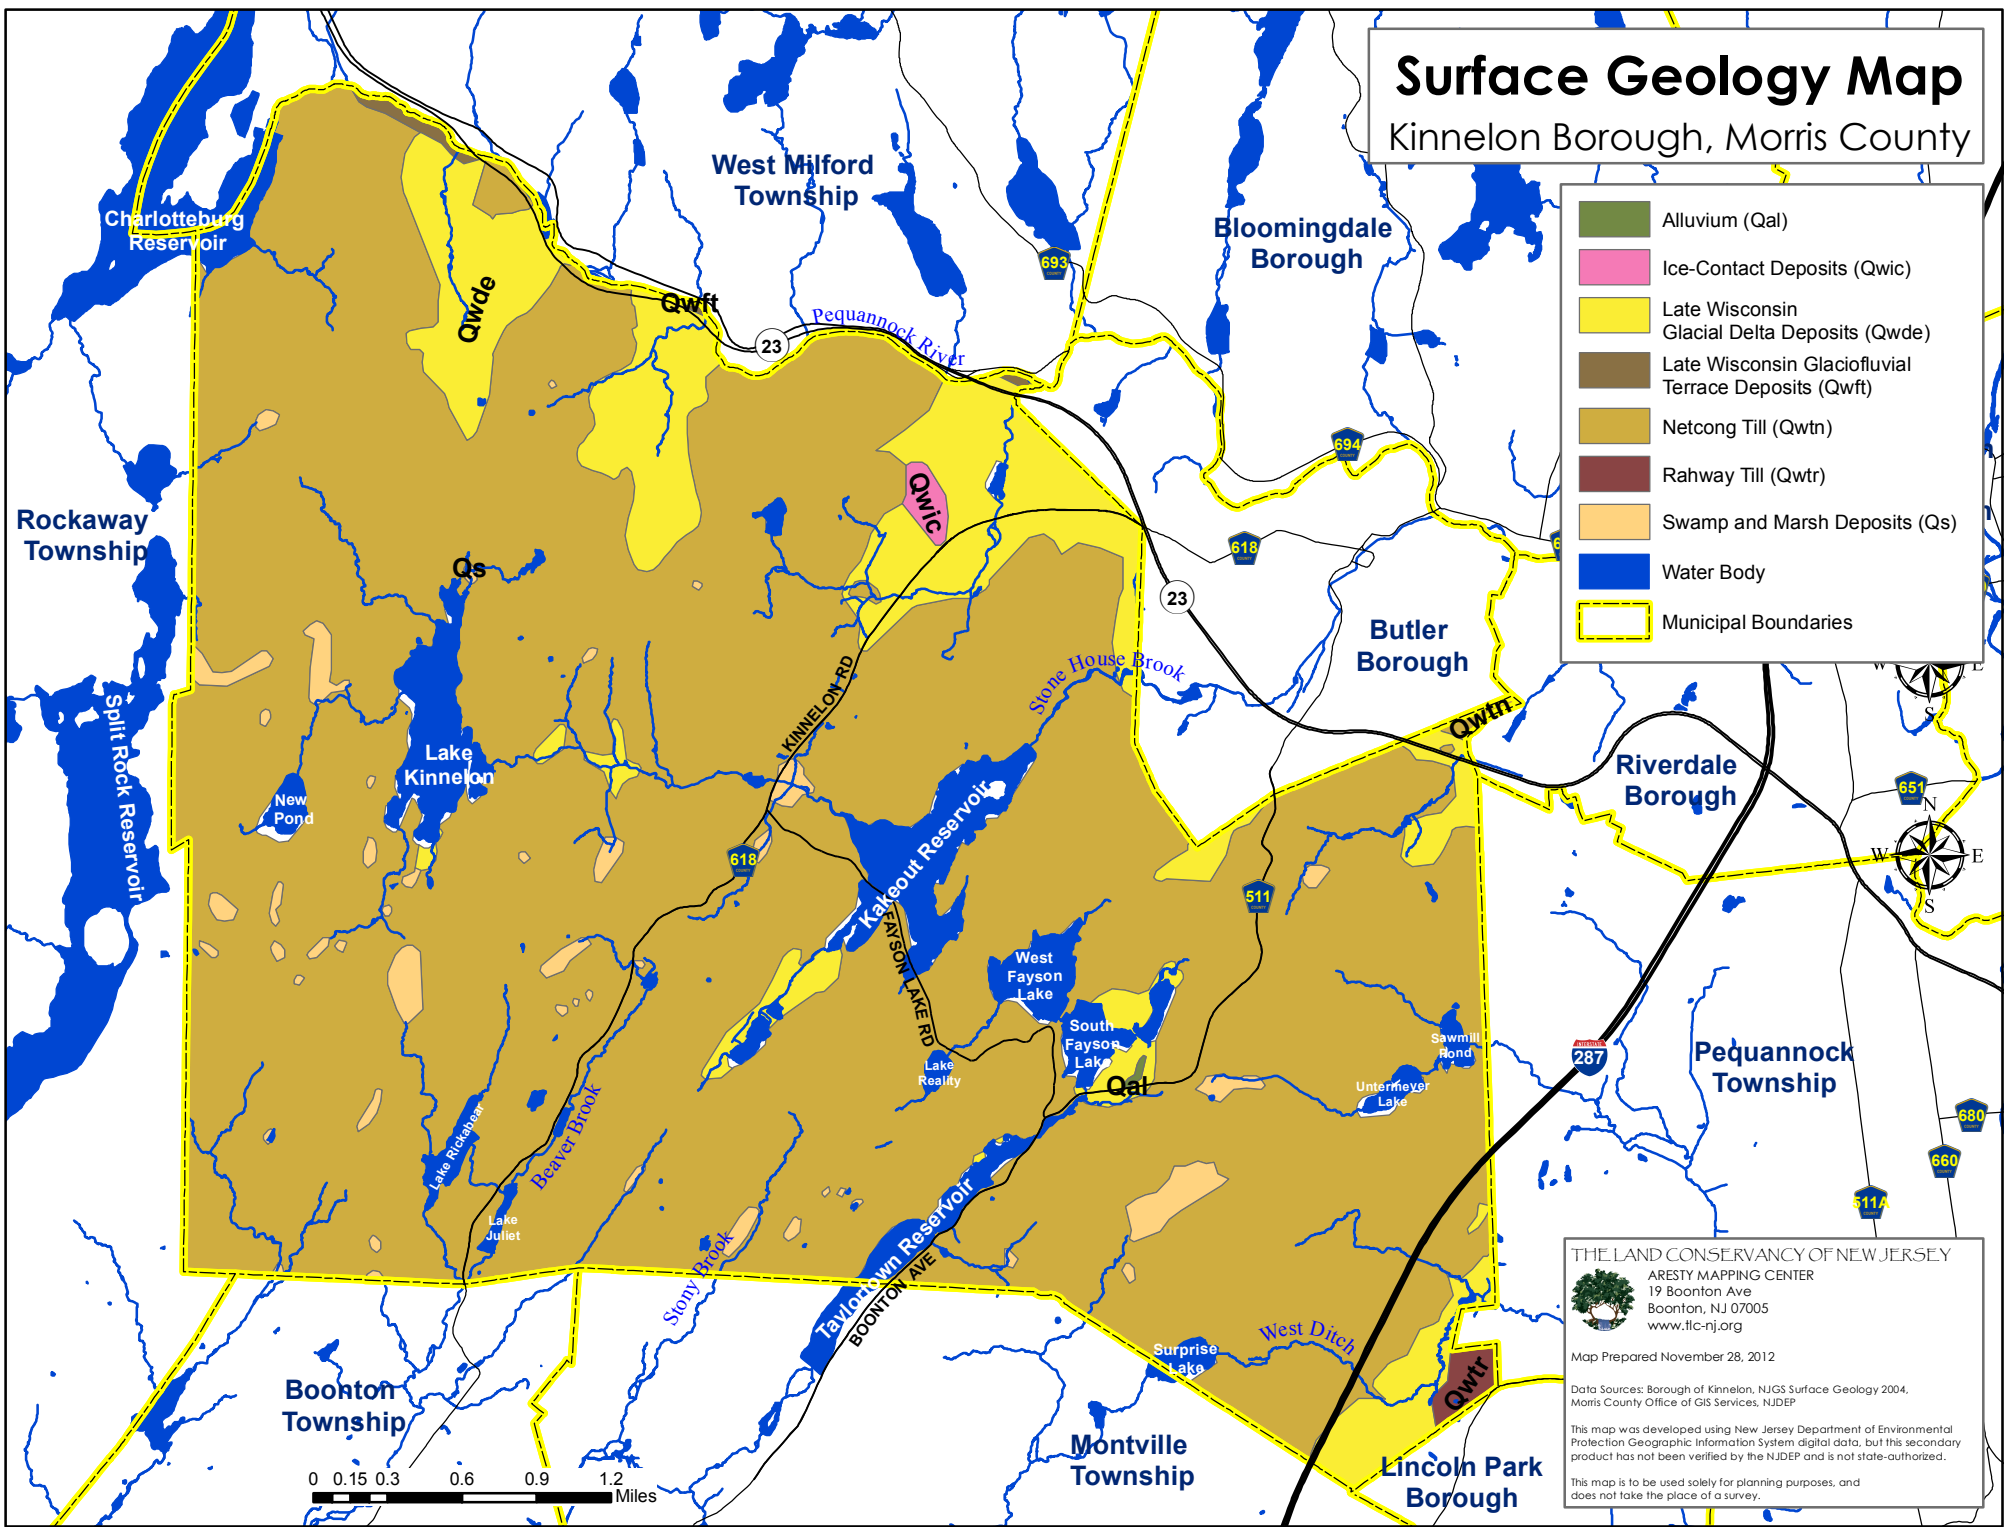 Surface Geology Map
Kinnelon Borough, Morris County
Alluvium (Qal)
Ice-Contact Deposits (Qwic)
Late Wisconsin
Glacial Delta Deposits (Qwde)
Late Wisconsin Glaciofluvial
Terrace Deposits (Qwft)
Netcong Till (Qwtn)
Rahway Till (Qwtr)
Swamp and Marsh Deposits (Qs)
Water Body
Municipal Boundaries
West Milford
Township
Bloomingdale
Borough
Charlotteburg
Reservoir
693
COUNTY
Qwde
Qwft
23
Pequannock River
694
COUNTY
Rockaway
Township
Qwic
Qs
618
COUNTY
6
23
Butler
Borough
Stone House Brook
KINNELON RD
W
E
S
Split Rock Reservoir
Qwtn
Lake
Kinnelon
New
Pond
Riverdale
Borough
651
COUNTY
N
W
E
S
Kakeout Reservoir
618
COUNTY
511
COUNTY
FAYSON LAKE RD
West
Fayson
Lake
South
Fayson
Lake
Sawmill
Pond
287
INTERSTATE
Pequannock
Township
Lake
Reality
Qal
Untermeyer
Lake
680
COUNTY
Beaver Brook
Lake Rickabear
660
COUNTY
511A
COUNTY
Lake
Juliet
Stony Brook
Taylortown Reservoir
BOONTON AVE
Surprise
Lake
West Ditch
Qwtr
Boonton
Township
Montville
Township
Lincoln Park
Borough
0 0.15 0.3 0.6 0.9 1.2
Miles
THE LAND CONSERVANCY OF NEW JERSEY
ARESTY MAPPING CENTER
19 Boonton Ave
Boonton, NJ 07005
www.tlc-nj.org
Map Prepared November 28, 2012
Data Sources: Borough of Kinnelon, NJGS Surface Geology 2004,
Morris County Office of GIS Services, NJDEP
This map was developed using New Jersey Department of Environmental
Protection Geographic Information System digital data, but this secondary
product has not been verified by the NJDEP and is not state-authorized.
This map is to be used solely for planning purposes, and
does not take the place of a survey.